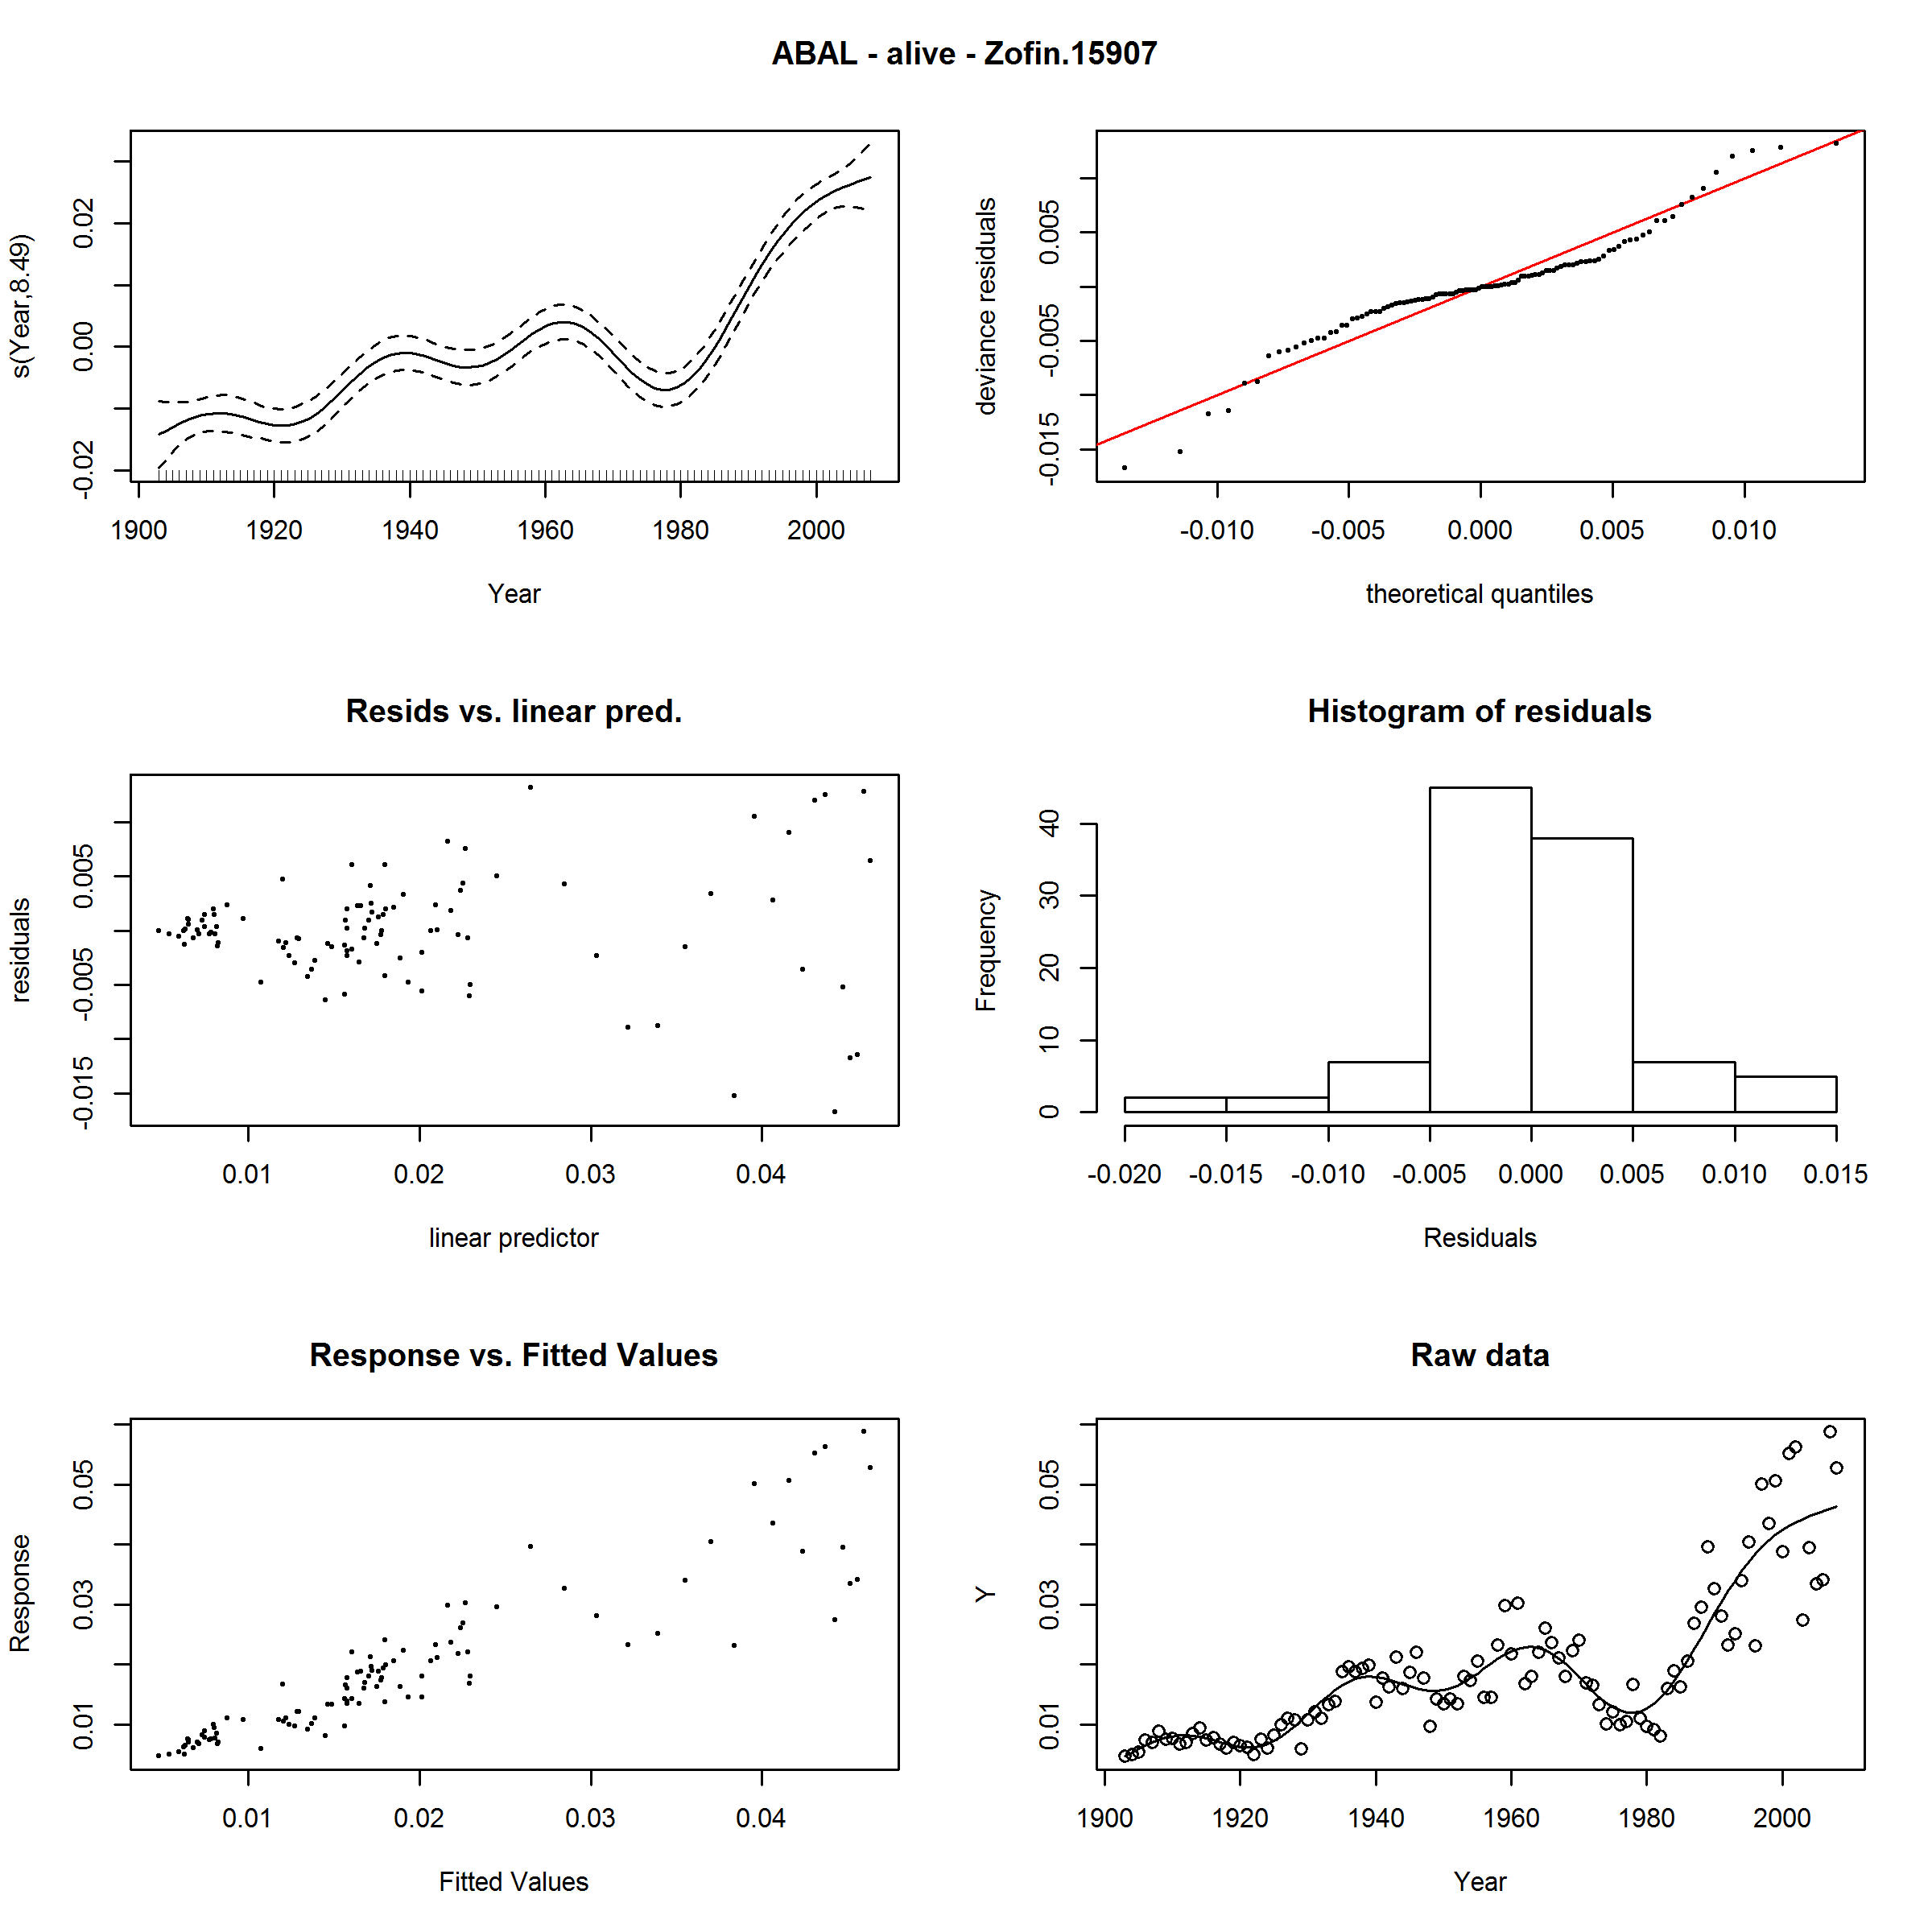 ABAL - alive - Zofin.15907
s(Year,8.49)
-0.02 0.00 0.02
1900 1920 1940 1960 1980 2000
Year
deviance residuals
-0.015 -0.005 0.005
-0.010 -0.005 0.000 0.005 0.010
theoretical quantiles
Resids vs. linear pred.
residuals
-0.015 -0.005 0.005
0.01 0.02 0.03 0.04
linear predictor
Histogram of residuals
Frequency
0 10 20 30 40
-0.020 -0.015 -0.010 -0.005 0.000 0.005 0.010 0.015
Residuals
Response vs. Fitted Values
Response
0.01 0.03 0.05
0.01 0.02 0.03 0.04
Fitted Values
Raw data
Y
0.01 0.03 0.05
1900 1920 1940 1960 1980 2000
Year